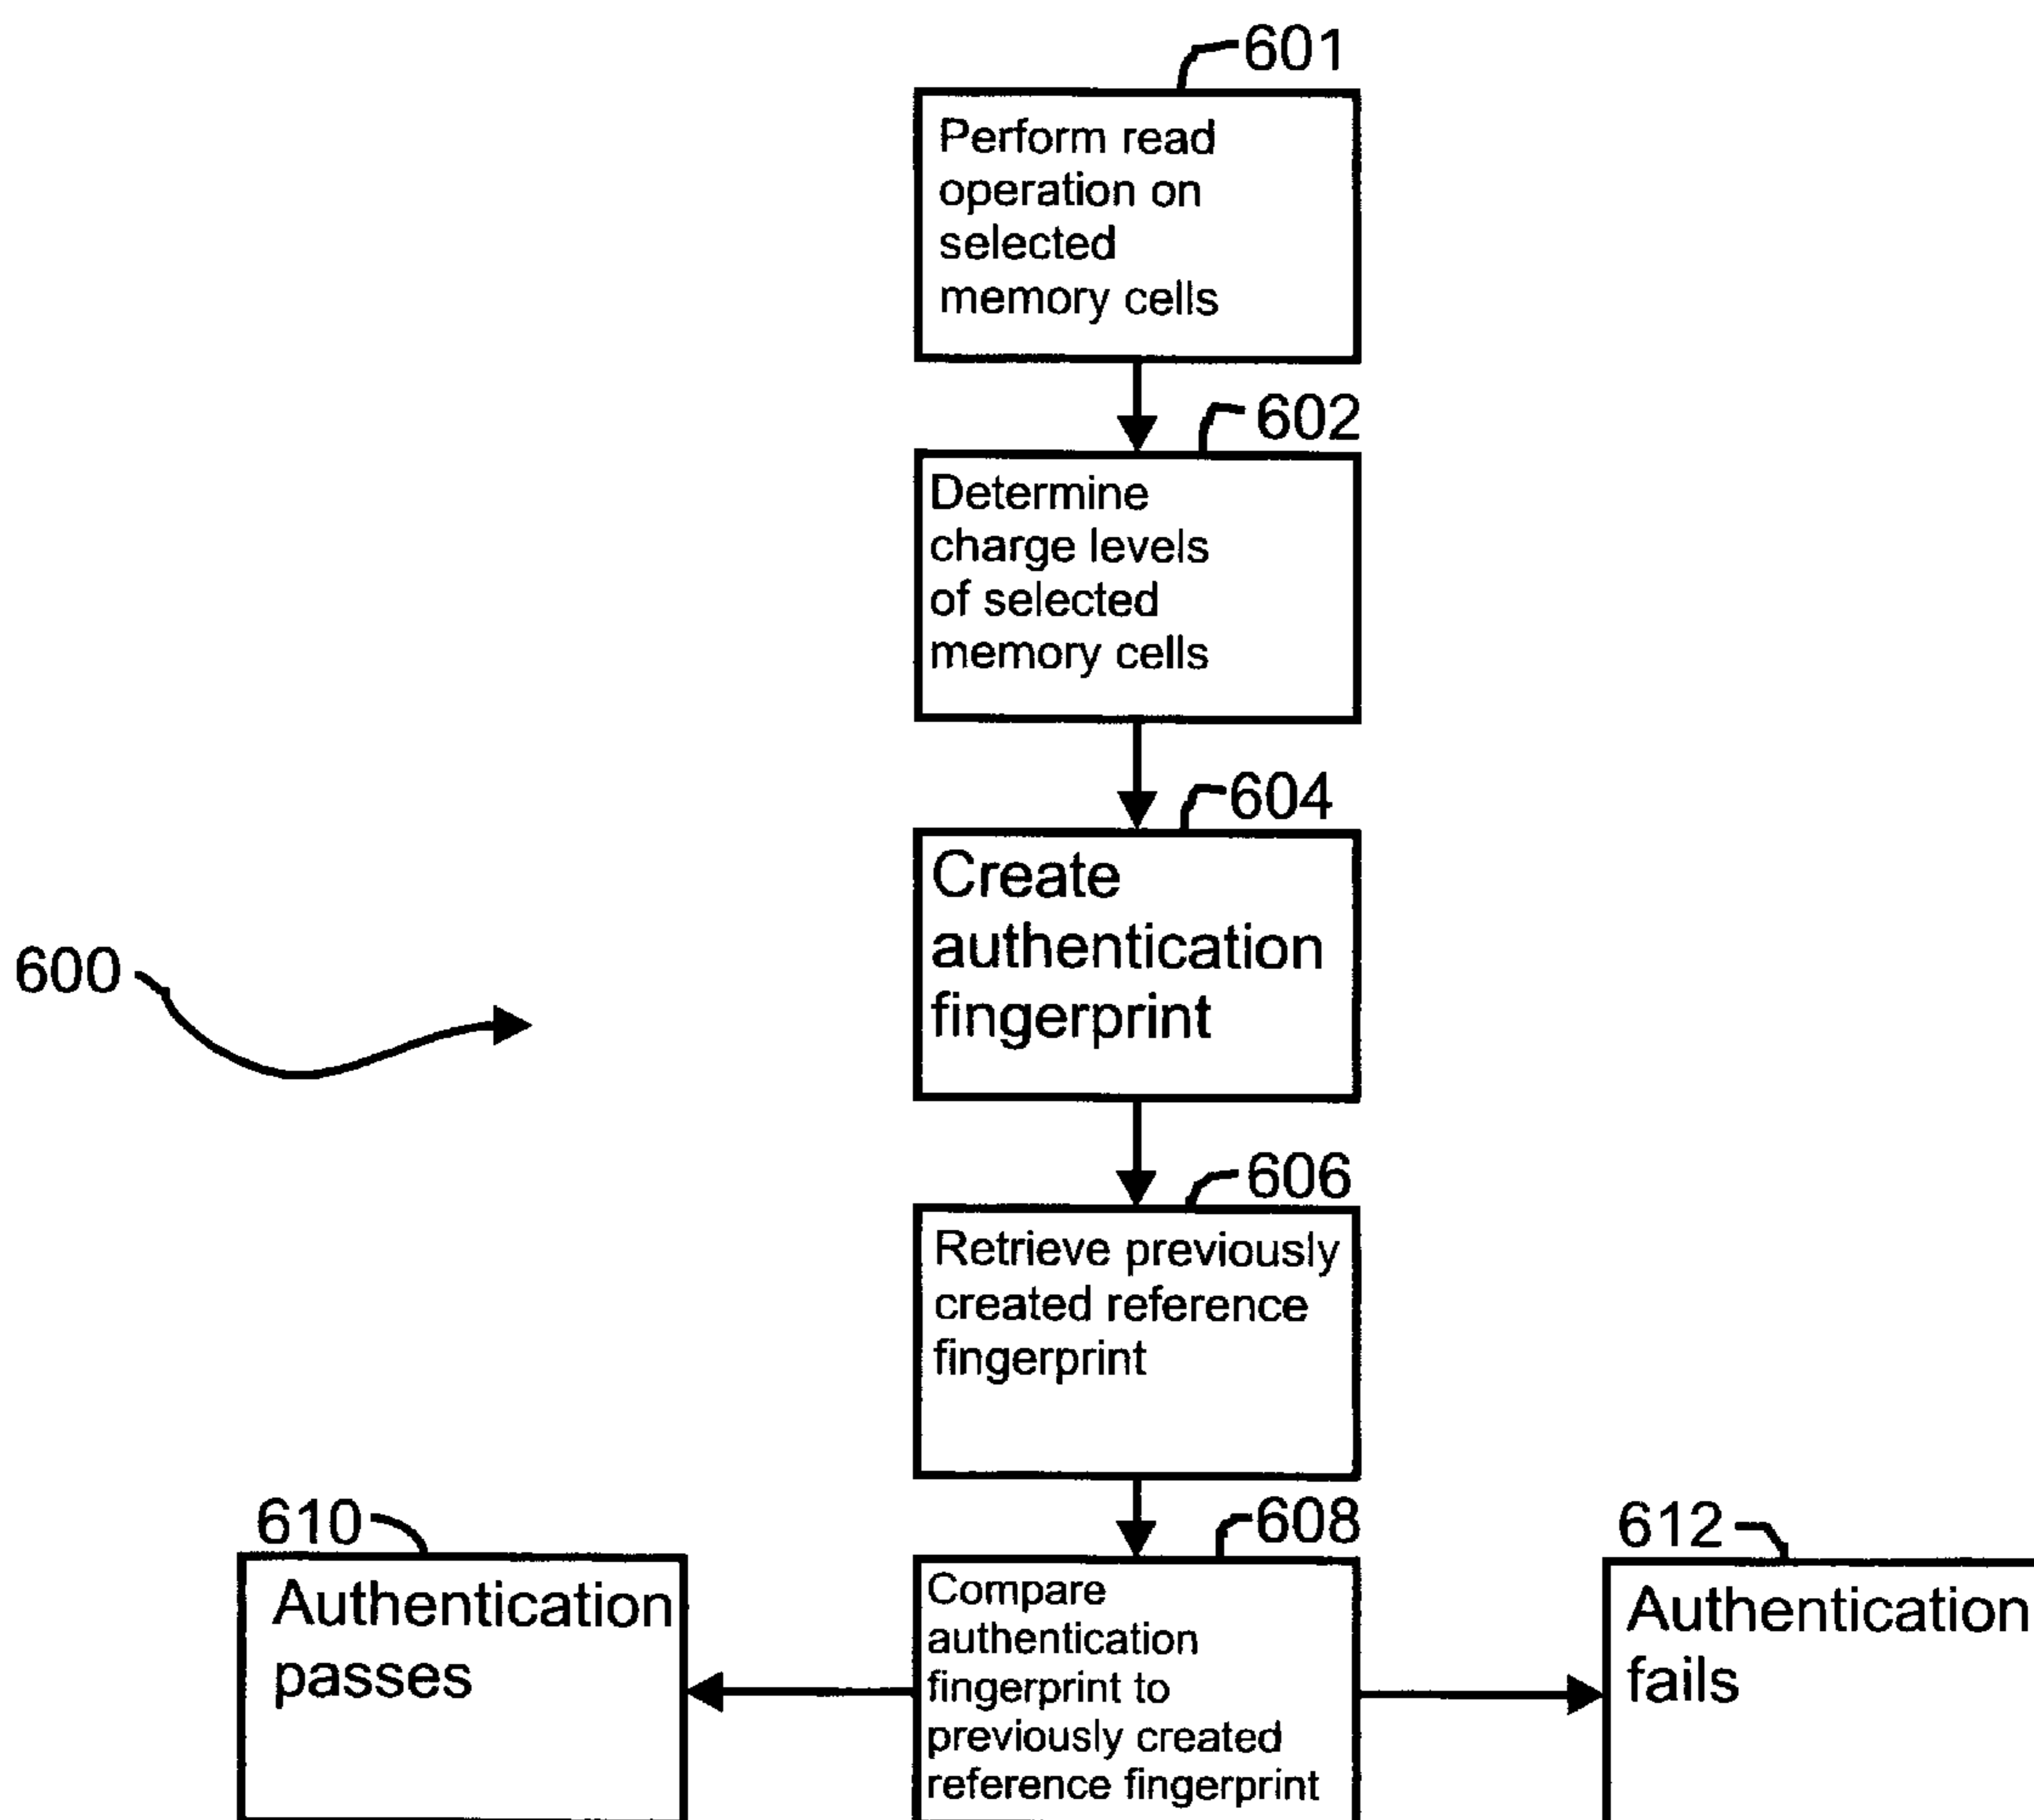 601
Perform read
operation on
selected
memory cells
602
Determine
charge levels
of selected
memory cells
604
Create
authentication
fingerprint
600
606
Retrieve previously
created reference
fingerprint
610
608
612
Authentication
passes
Compare
authentication
fingerprint to
previously created
reference fingerprint
Authentication
fails